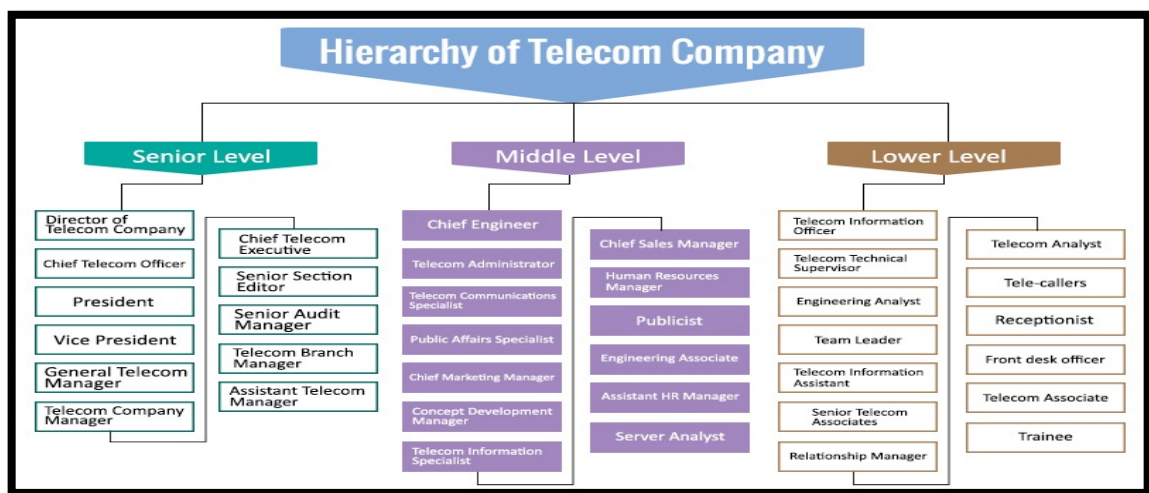 Hierarchy of Telecom Company
Senior Level
Director of
Telecom Company
Chief Telecom Officer
President
Vice President
General Telecom
Manager
Telecom Company
Manager
Chief Telecom
Executive
Senior Section
Editor
Senior Audit
Manager
Telecom Branch
Manager
Assistant Telecom
Manager
Middle Level
Chief Engineer
Telecom Administrator
Telecom Communications
Specialist
Public Affairs Specialist
Chief Marketing Manager
Concept Development
Manager
Telecom Information
Specialist
Chief Sales Manager
Human Resources
Manager
Publicist
Engineering Associate
Assistant HR Manager
Server Analyst
Lower Level
Telecom Information
Officer
Telecom Technical
Supervisor
Engineering Analyst
Team Leader
Telecom Information
Assistant
Senior Telecom
Associates
Relationship Manager
Telecom Analyst
Tele-callers
Receptionist
Front desk officer
Telecom Associate
Trainee